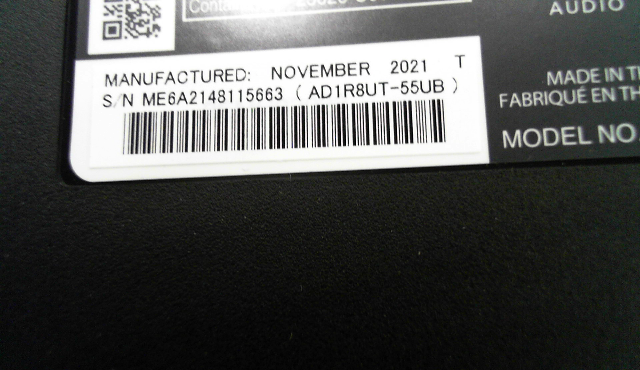 AUDIO
MANUFACTURED: NOVEMBER 2021 T
S/N ME6A2148115663 ( AD1R8UT-55UB )
MADE IN
FABRIQUÉ EN
MODEL NO.